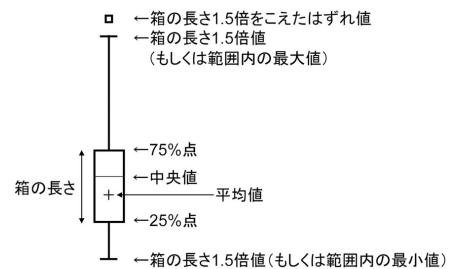 ←箱の長さ1.5倍をこえたはずれ値
←箱の長さ1.5倍値
(もしくは範囲内の最大値)
←75%点
←中央値
箱の長さ
平均値
←25%点
←箱の長さ1.5倍値(もしくは範囲内の最小値)